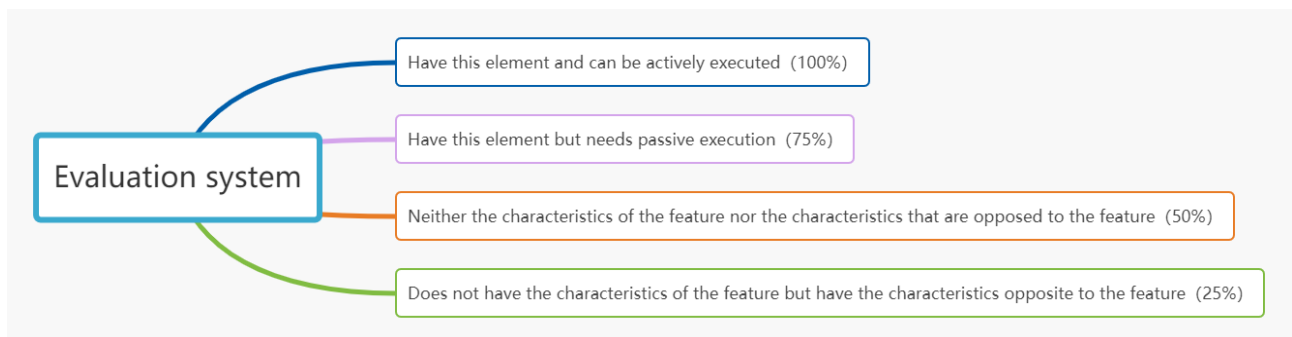 Evaluation system
Have this element and can be actively executed (100%)
Have this element but needs passive execution (75%)
Neither the characteristics of the feature nor the characteristics that are opposed to the feature (50%)
Does not have the characteristics of the feature but have the characteristics opposite to the feature (25%)